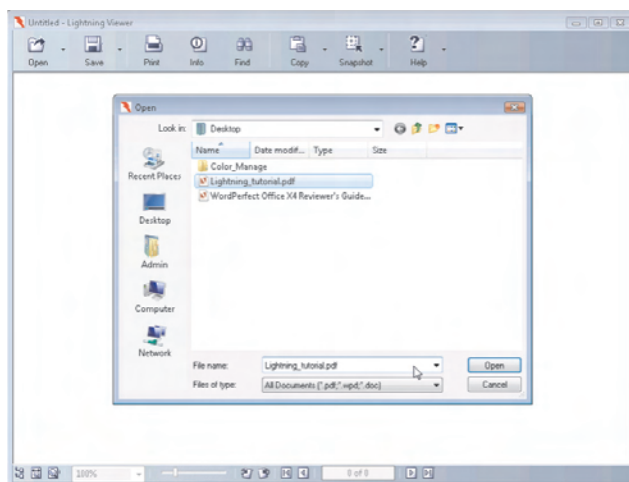 Untitled - Lightning Viewer
Open Save Print Info Find Copy Snapshot Help
Open
Look in: Desktop
Name Date modif... Type Size
Color_Manage
Lightning_tutorial.pdf
WordPerfect Office X4 Reviewer's Guide...
Recent Places
Desktop
Admin
Computer
Network
File name: Lightning_tutorial.pdf Open
Files of type: All Documents (*.pdf;*.wpd;*.doc) Cancel
100% 0 of 0